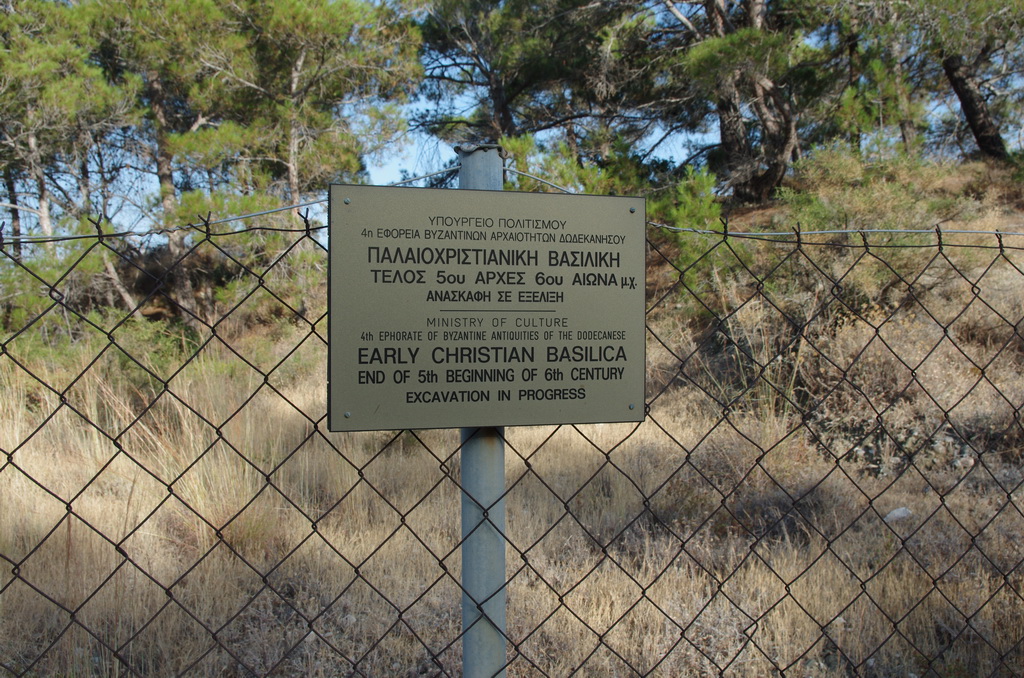 ΥΠΟΥΡΓΕΙΟ ΠΟΛΙΤΙΣΜΟΥ
4η ΕΦΟΡΕΙΑ ΒΥΖΑΝΤΙΝΩΝ ΑΡΧΑΙΟΤΗΤΩΝ ΔΩΔΕΚΑΝΗΣΟΥ
ΠΑΛΑΙΟΧΡΙΣΤΙΑΝΙΚΗ ΒΑΣΙΛΙΚΗ
ΤΕΛΟΣ 5ου ΑΡΧΕΣ 6ου ΑΙΩΝΑ μ.χ.
ΑΝΑΣΚΑΦΗ ΣΕ ΕΞΕΛΙΞΗ
MINISTRY OF CULTURE
4th EPHORATE OF BYZANTINE ANTIQUITIES OF THE DODECANESE
EARLY CHRISTIAN BASILICA
END OF 5th BEGINNING OF 6th CENTURY
EXCAVATION IN PROGRESS